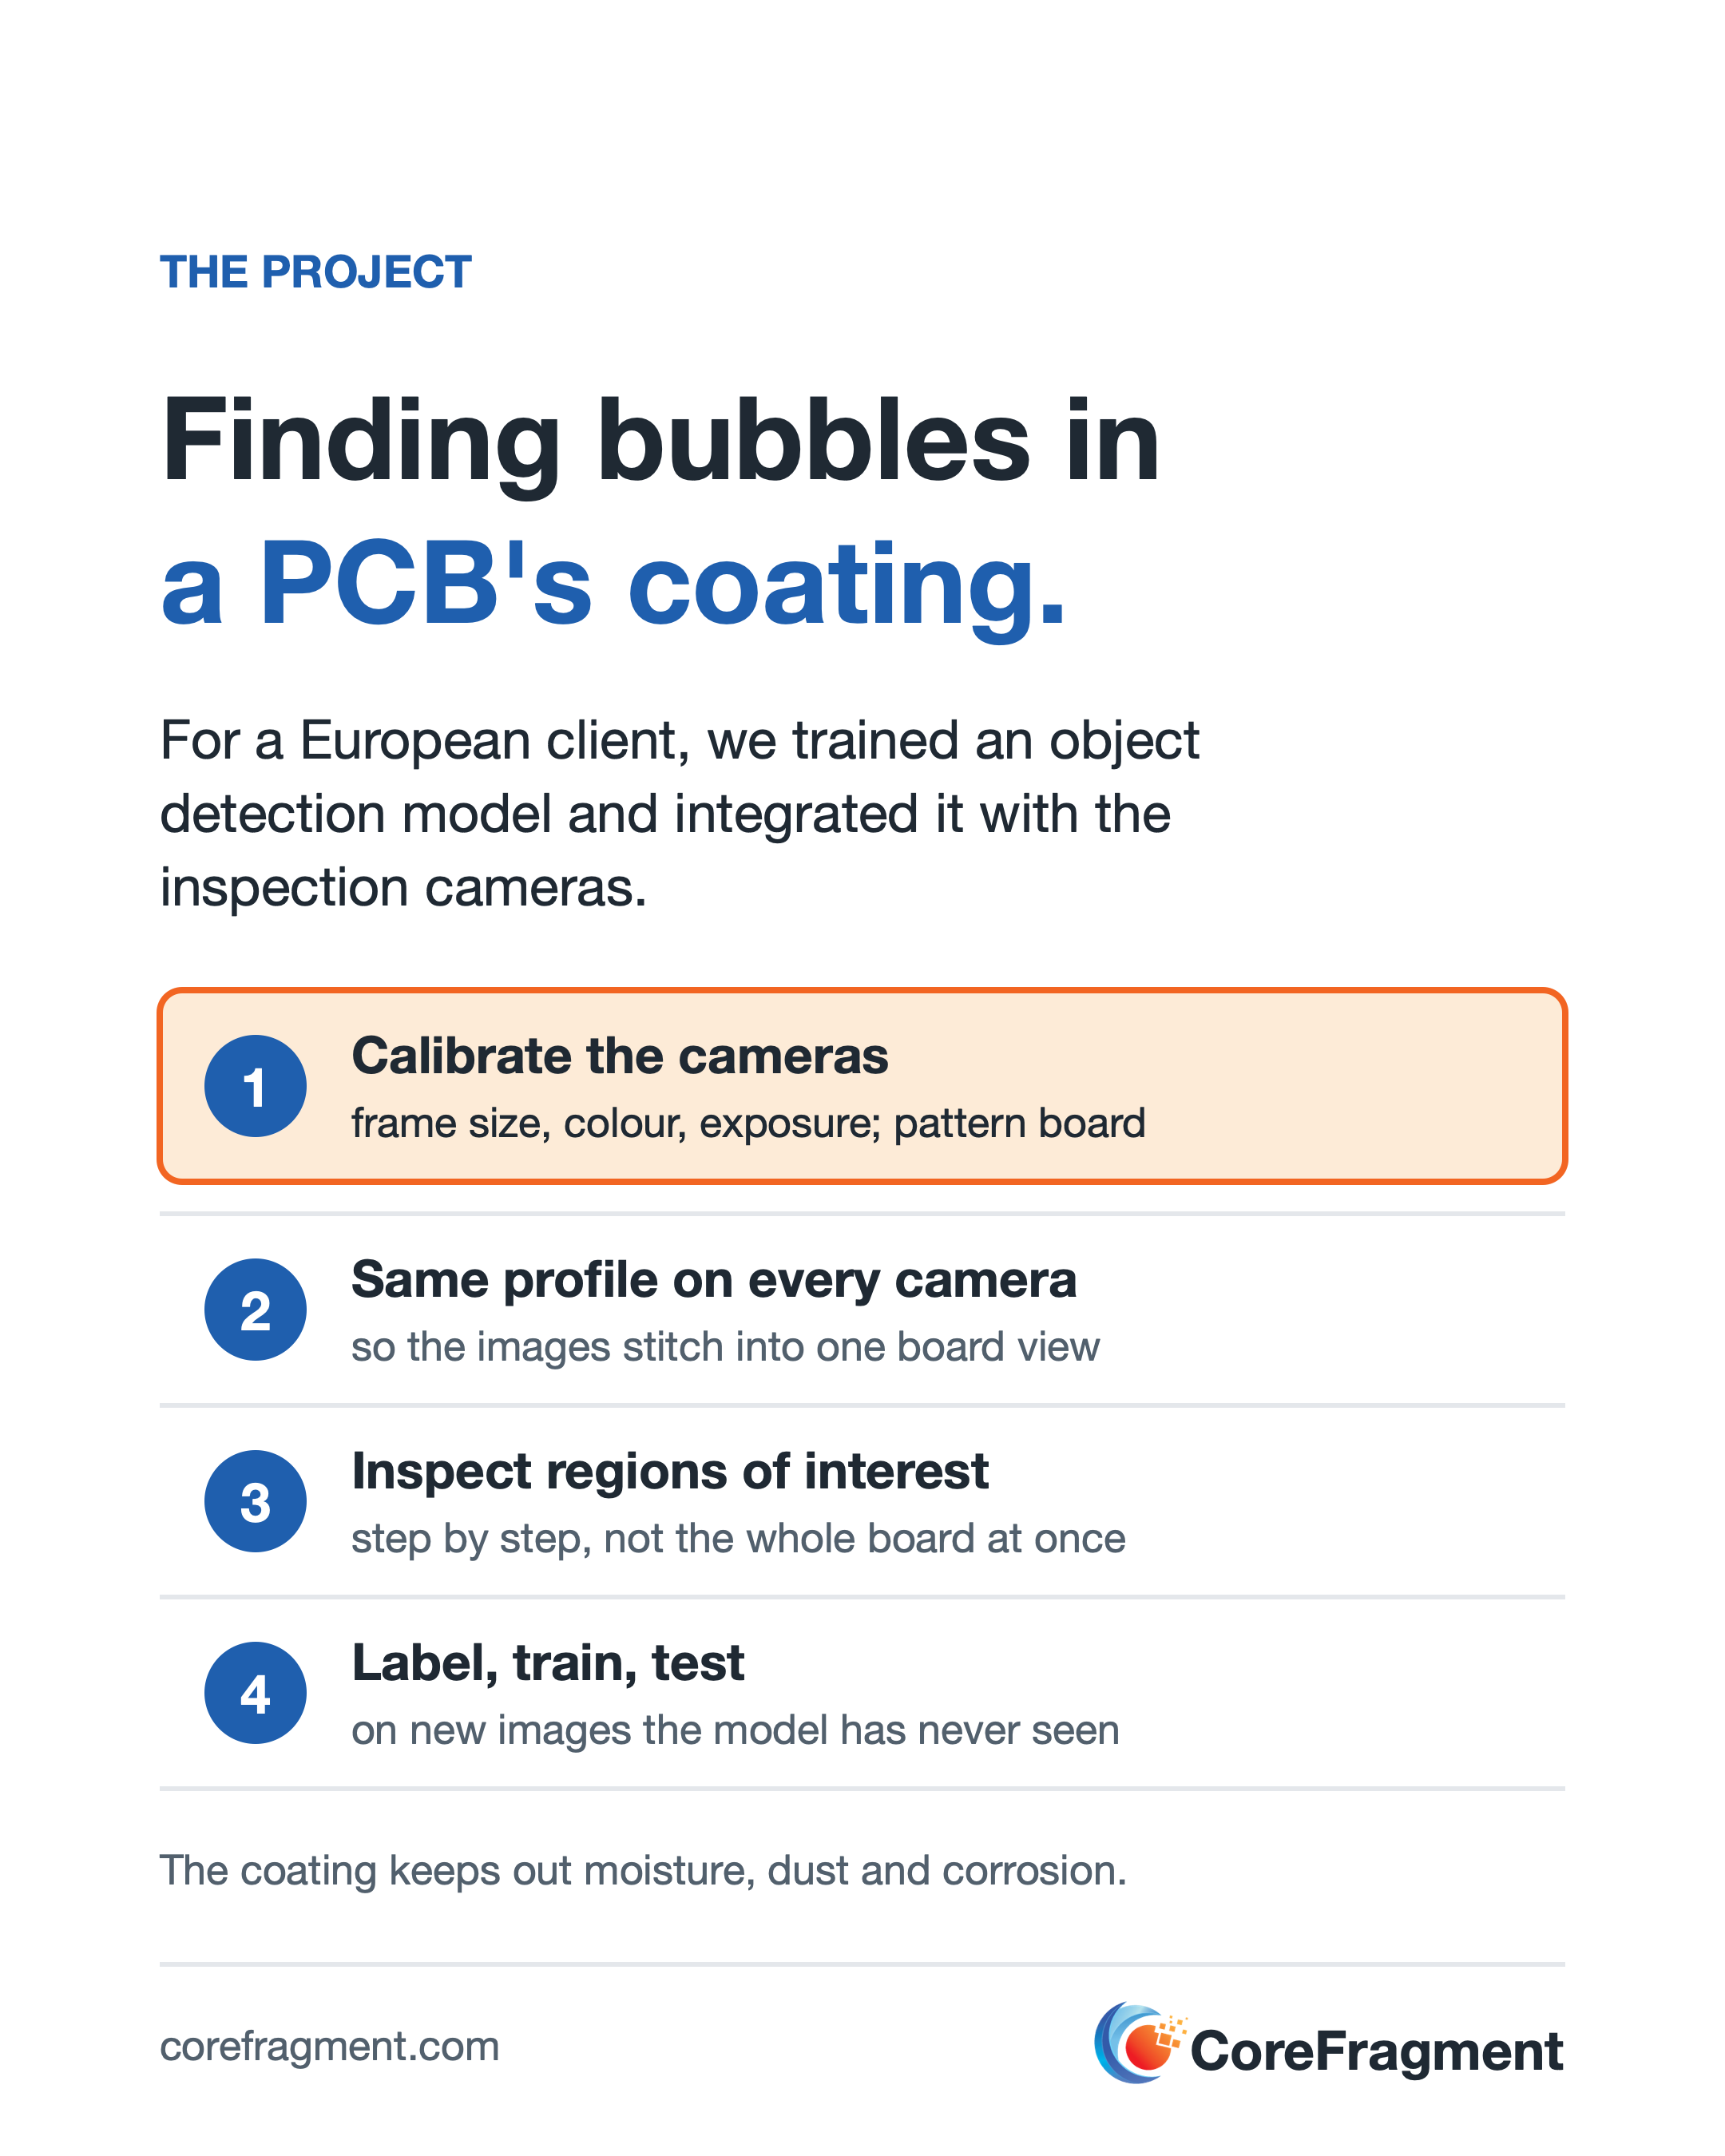 THE PROJECT
Finding bubbles in
a PCB's coating.
For a European client, we trained an object
detection model and integrated it with the
inspection cameras.
1
Calibrate the cameras
frame size, colour, exposure; pattern board
2
Same profile on every camera
so the images stitch into one board view
3
Inspect regions of interest
step by step, not the whole board at once
4
Label, train, test
on new images the model has never seen
The coating keeps out moisture, dust and corrosion.
corefragment.com
CoreFragment